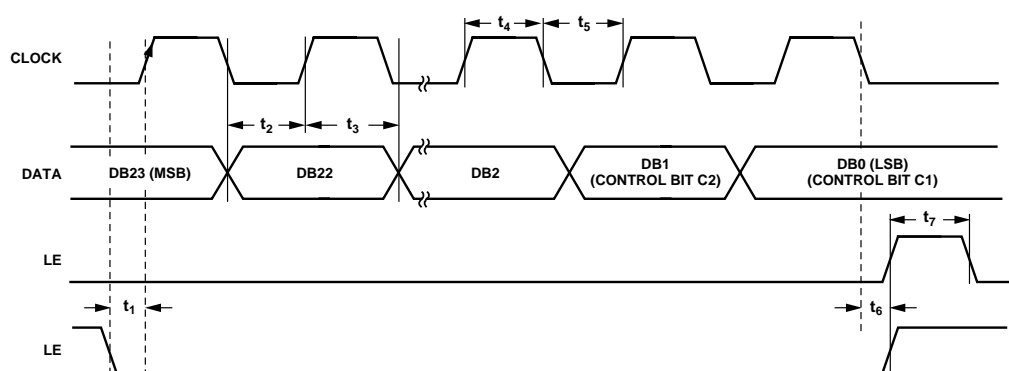 t4
t5
CLOCK
t2
t3
DATA
DB23 (MSB)
DB22
DB2
DB1
(CONTROL BIT C2)
DB0 (LSB)
(CONTROL BIT C1)
t7
LE
t1
t6
LE